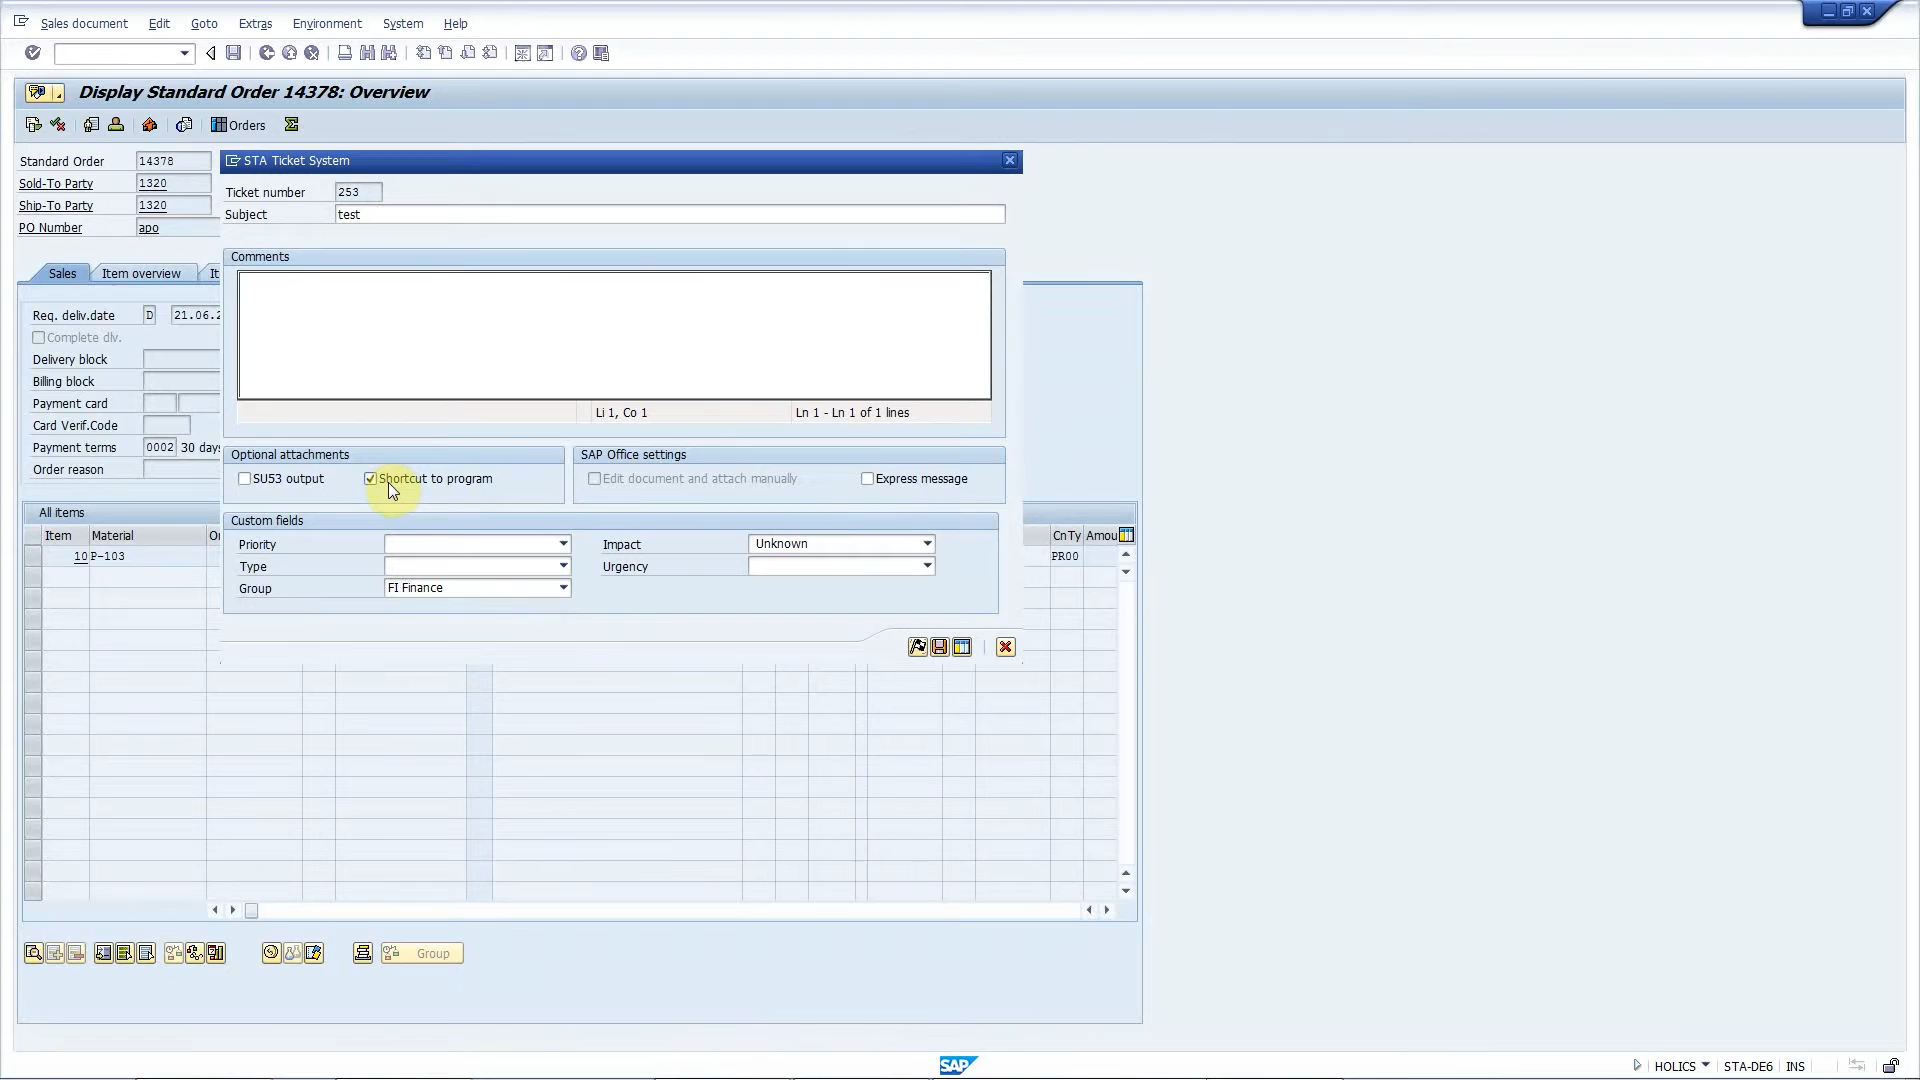 Sales document Edit Goto Extras Environment System Help
Display Standard Order 14378: Overview
Orders
Standard Order 14378
Sold-To Party 1320
Ship-To Party 1320
PO Number apo
STA Ticket System
Ticket number 253
Subject test
Comments
Li 1, Co 1 Ln 1 - Ln 1 of 1 lines
Sales Item overview It
Req. deliv.date D 21.06.2
Complete dlv.
Delivery block
Billing block
Payment card
Card Verif.Code
Payment terms 0002 30 days
Order reason
Optional attachments
SU53 output Shortcut to program
SAP Office settings
Edit document and attach manually Express message
Custom fields
Priority Impact Unknown
Type Urgency
Group FI Finance
All items
Item Material Or CnTy Amou
10 P-103 PR00
Group
SAP HOLICS STA-DE6 INS